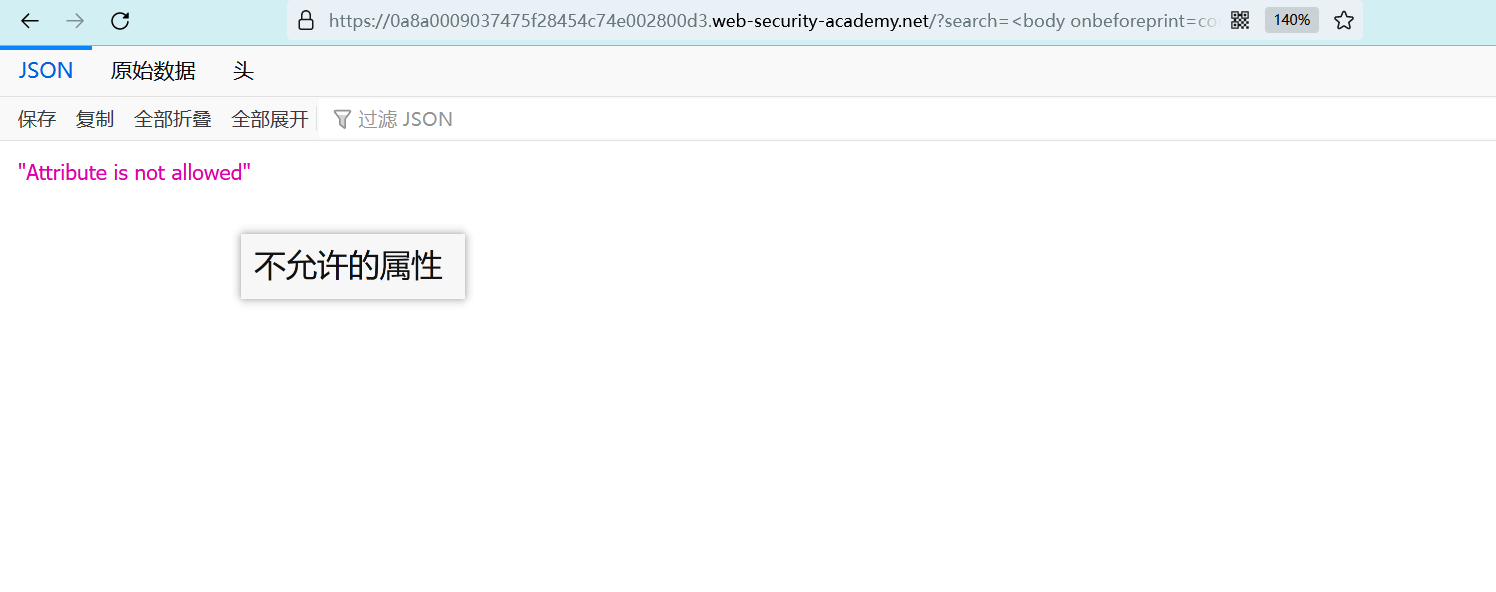 https://0a8a0009037475f28454c74e002800d3.web-security-academy.net/?search=<body onbeforeprint=co
140%
JSON 原始数据 头
保存 复制 全部折叠 全部展开 过滤 JSON
"Attribute is not allowed"
不允许的属性